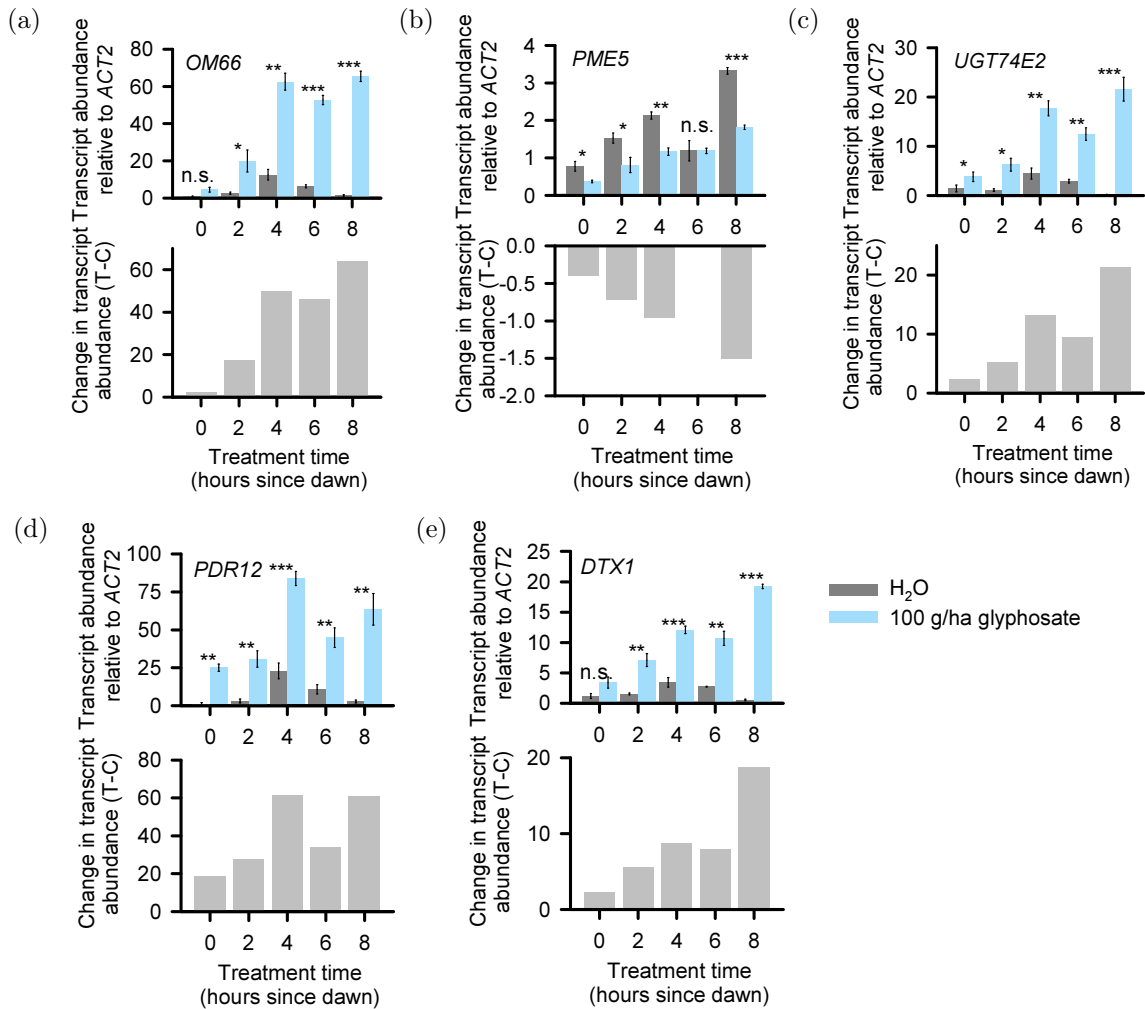 (a)
Transcript abundance
relative to ACT2
80
60
40
20
0
OM66
n.s.
*
**
***
***
0 2 4 6 8
Change in transcript
abundance (T-C)
60
40
20
0
0 2 4 6 8
Treatment time
(hours since dawn)
(b)
Transcript abundance
relative to ACT2
4
3
2
1
0
PME5
*
*
**
n.s.
***
0 2 4 6 8
Change in transcript
abundance (T-C)
0.0
-0.5
-1.0
-1.5
-2.0
0 2 4 6 8
Treatment time
(hours since dawn)
(c)
Transcript abundance
relative to ACT2
30
20
10
0
UGT74E2
*
*
**
**
***
0 2 4 6 8
Change in transcript
abundance (T-C)
20
10
0
0 2 4 6 8
Treatment time
(hours since dawn)
(d)
Transcript abundance
relative to ACT2
100
75
50
25
0
PDR12
**
**
***
**
**
0 2 4 6 8
Change in transcript
abundance (T-C)
80
60
40
20
0
0 2 4 6 8
Treatment time
(hours since dawn)
(e)
Transcript abundance
relative to ACT2
25
20
15
10
5
0
DTX1
n.s.
**
***
**
***
0 2 4 6 8
Change in transcript
abundance (T-C)
20
10
0
0 2 4 6 8
Treatment time
(hours since dawn)
H₂O
100 g/ha glyphosate